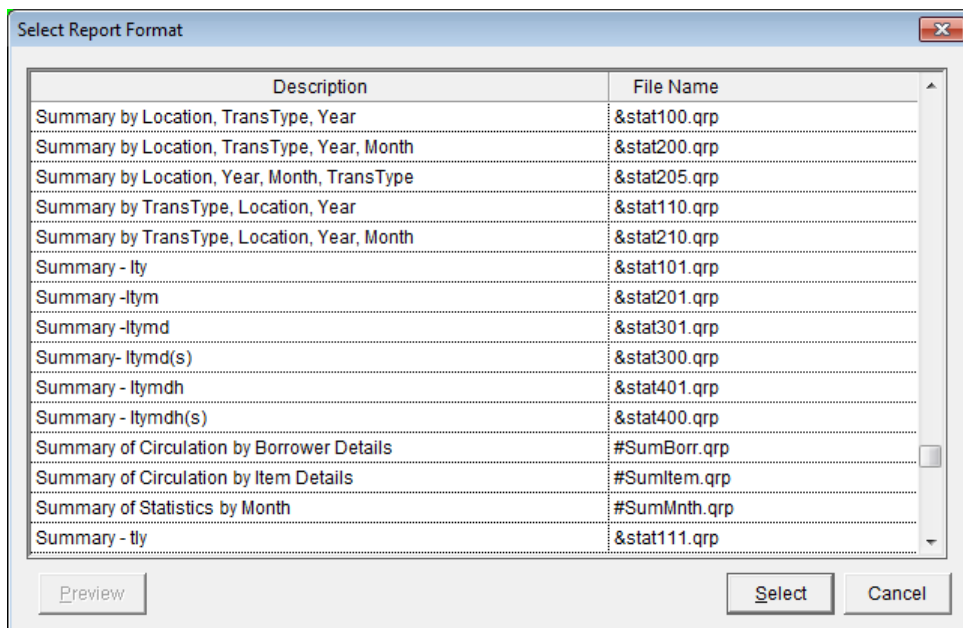 Select Report Format
Description File Name
Summary by Location, TransType, Year &stat100.qrp
Summary by Location, TransType, Year, Month &stat200.qrp
Summary by Location, Year, Month, TransType &stat205.qrp
Summary by TransType, Location, Year &stat110.qrp
Summary by TransType, Location, Year, Month &stat210.qrp
Summary - lty &stat101.qrp
Summary -ltym &stat201.qrp
Summary -ltymd &stat301.qrp
Summary- ltymd(s) &stat300.qrp
Summary - ltymdh &stat401.qrp
Summary - ltymdh(s) &stat400.qrp
Summary of Circulation by Borrower Details #SumBorr.qrp
Summary of Circulation by Item Details #SumItem.qrp
Summary of Statistics by Month #SumMnth.qrp
Summary - tly &stat111.qrp
Preview Select Cancel